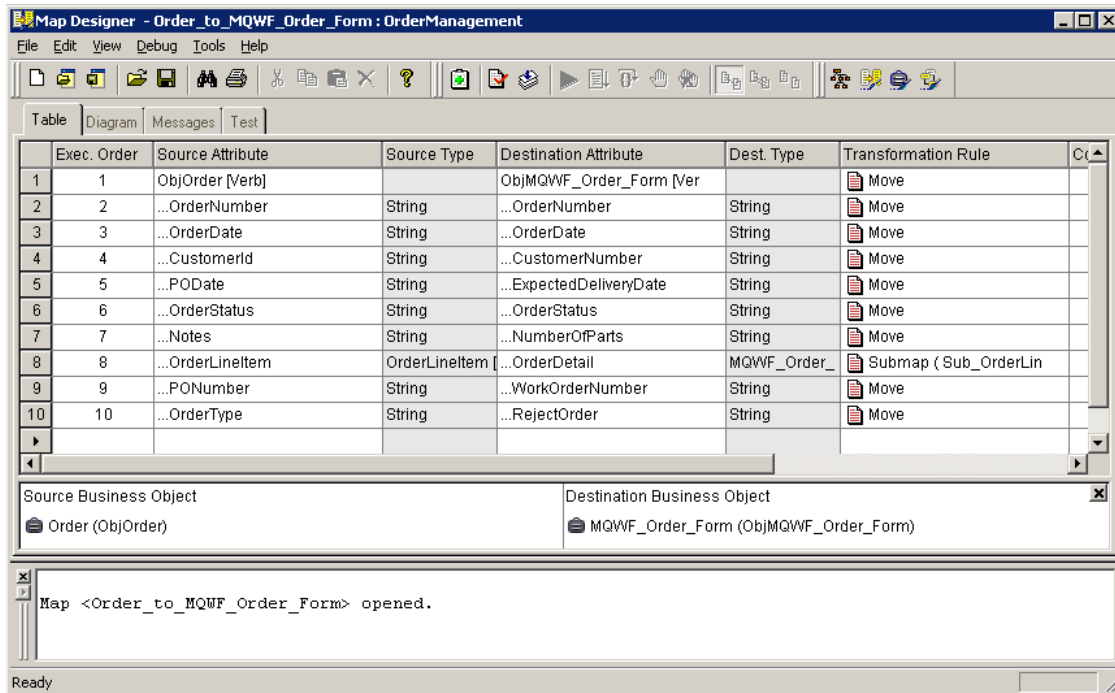 Map Designer - Order_to_MQWF_Order_Form : OrderManagement
File Edit View Debug Tools Help
Table Diagram Messages Test
Exec. Order Source Attribute Source Type Destination Attribute Dest. Type Transformation Rule Co
1 1 ObjOrder [Verb] ObjMQWF_Order_Form [Ver Move
2 2 ...OrderNumber String ...OrderNumber String Move
3 3 ...OrderDate String ...OrderDate String Move
4 4 ...CustomerId String ...CustomerNumber String Move
5 5 ...PODate String ...ExpectedDeliveryDate String Move
6 6 ...OrderStatus String ...OrderStatus String Move
7 7 ...Notes String ...NumberOfParts String Move
8 8 ...OrderLineItem OrderLineItem [ ...OrderDetail MQWF_Order_ Submap ( Sub_OrderLin
9 9 ...PONumber String ...WorkOrderNumber String Move
10 10 ...OrderType String ...RejectOrder String Move
Source Business Object Destination Business Object
Order (ObjOrder) MQWF_Order_Form (ObjMQWF_Order_Form)
Map <Order_to_MQWF_Order_Form> opened.
Ready